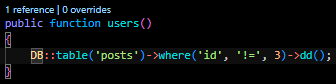 1 reference | 0 overrides
public function users()
{
DB::table('posts')->where('id', '!=', 3)->dd();
}